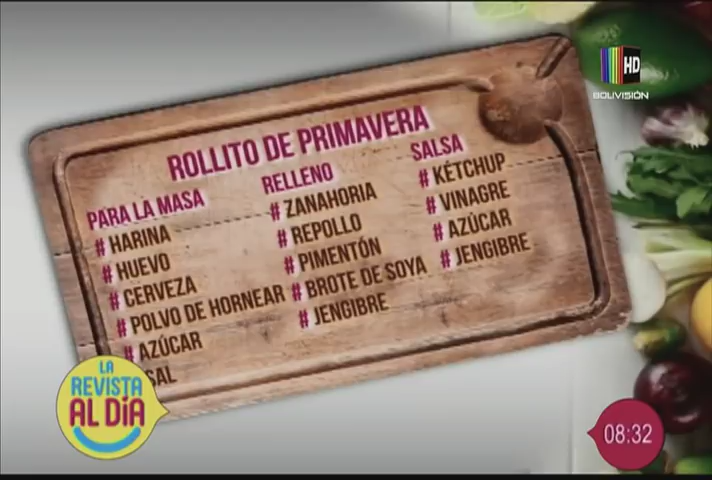 HD
BOLIVISIÓN
ROLLITO DE PRIMAVERA
PARA LA MASA
# HARINA
# HUEVO
# CERVEZA
# POLVO DE HORNEAR
# AZÚCAR
SAL
RELLENO
# ZANAHORIA
# REPOLLO
# PIMENTÓN
# BROTE DE SOYA
# JENGIBRE
SALSA
# KÉTCHUP
# VINAGRE
# AZÚCAR
# JENGIBRE
LA
REVISTA
AL DÍA
08:32